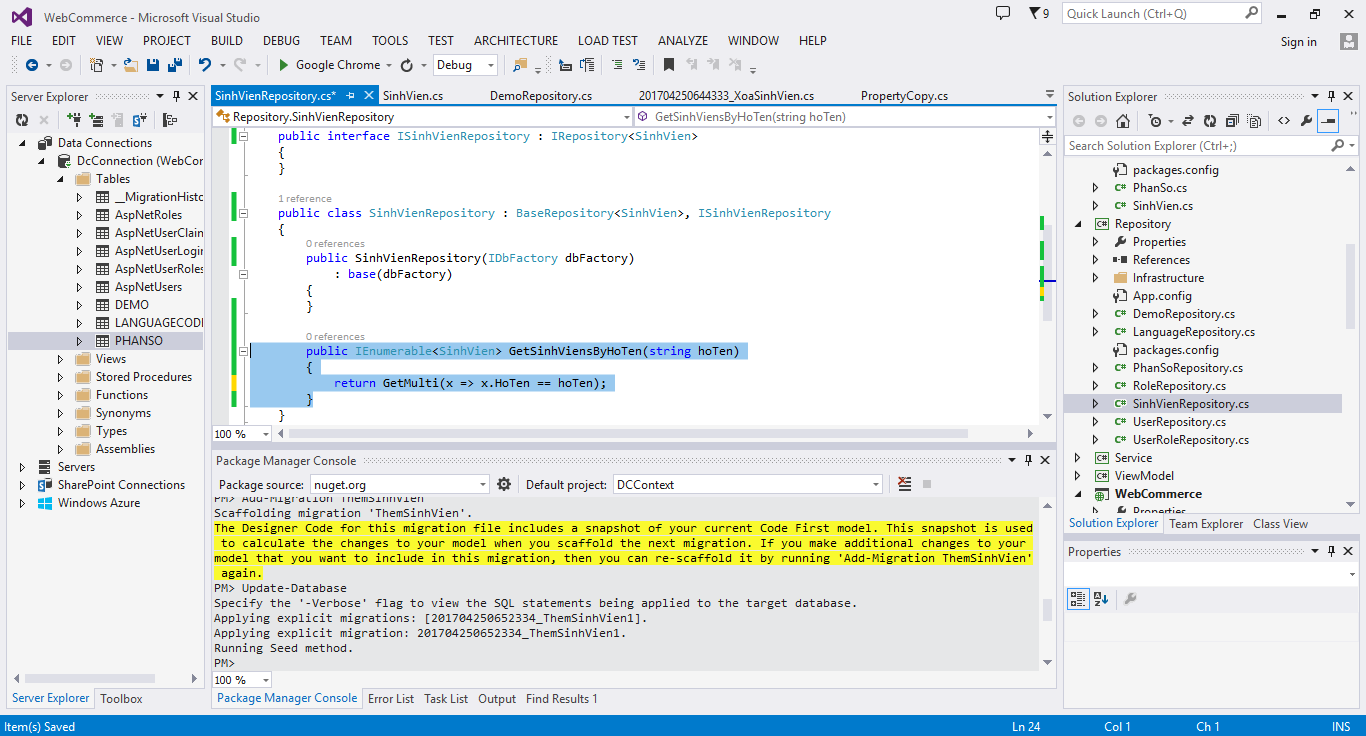 WebCommerce - Microsoft Visual Studio
9
Quick Launch (Ctrl+Q)
FILE EDIT VIEW PROJECT BUILD DEBUG TEAM TOOLS TEST ARCHITECTURE LOAD TEST ANALYZE WINDOW HELP
Sign in
Google Chrome
Debug
Server Explorer
Data Connections
DcConnection (WebCor
Tables
__MigrationHisto
AspNetRoles
AspNetUserClain
AspNetUserLogin
AspNetUserRoles
AspNetUsers
DEMO
LANGUAGECODE
PHANSO
Views
Stored Procedures
Functions
Synonyms
Types
Assemblies
Servers
SharePoint Connections
Windows Azure
Server Explorer Toolbox
SinhVienRepository.cs* SinhVien.cs DemoRepository.cs 201704250644333_XoaSinhVien.cs PropertyCopy.cs
Repository.SinhVienRepository
GetSinhViensByHoTen(string hoTen)
public interface ISinhVienRepository : IRepository<SinhVien>
{
}
1 reference
public class SinhVienRepository : BaseRepository<SinhVien>, ISinhVienRepository
{
0 references
public SinhVienRepository(IDbFactory dbFactory)
: base(dbFactory)
{
}
0 references
public IEnumerable<SinhVien> GetSinhViensByHoTen(string hoTen)
{
return GetMulti(x => x.HoTen == hoTen);
}
}
100 %
Package Manager Console
Package source: nuget.org
Default project: DCContext
PM> Add-Migration ThemSinhVien
Scaffolding migration 'ThemSinhVien'.
The Designer Code for this migration file includes a snapshot of your current Code First model. This snapshot is used
to calculate the changes to your model when you scaffold the next migration. If you make additional changes to your
model that you want to include in this migration, then you can re-scaffold it by running 'Add-Migration ThemSinhVien'
again.
PM> Update-Database
Specify the '-Verbose' flag to view the SQL statements being applied to the target database.
Applying explicit migrations: [201704250652334_ThemSinhVien1].
Applying explicit migration: 201704250652334_ThemSinhVien1.
Running Seed method.
PM>
100 %
Package Manager Console Error List Task List Output Find Results 1
Solution Explorer
Search Solution Explorer (Ctrl+;)
packages.config
PhanSo.cs
SinhVien.cs
Repository
Properties
References
Infrastructure
App.config
DemoRepository.cs
LanguageRepository.cs
packages.config
PhanSoRepository.cs
RoleRepository.cs
SinhVienRepository.cs
UserRepository.cs
UserRoleRepository.cs
Service
ViewModel
WebCommerce
Properties
Solution Explorer Team Explorer Class View
Properties
Item(s) Saved
Ln 24 Col 1 Ch 1 INS